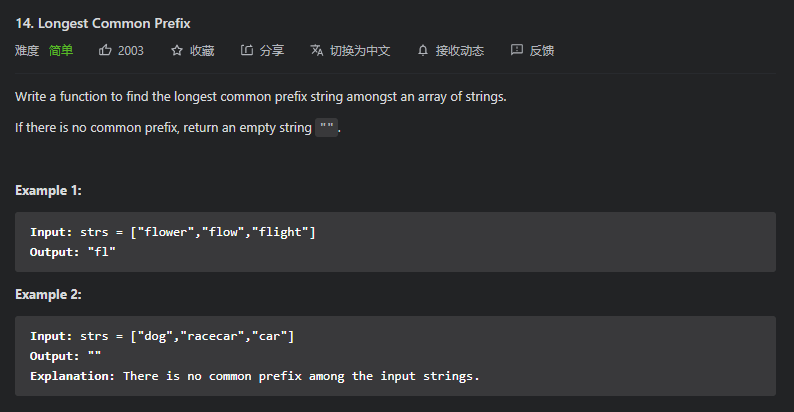 14. Longest Common Prefix
难度 简单 2003 收藏 分享 切换为中文 接收动态 反馈
Write a function to find the longest common prefix string amongst an array of strings.
If there is no common prefix, return an empty string "".
Example 1:
Input: strs = ["flower","flow","flight"]
Output: "fl"
Example 2:
Input: strs = ["dog","racecar","car"]
Output: ""
Explanation: There is no common prefix among the input strings.